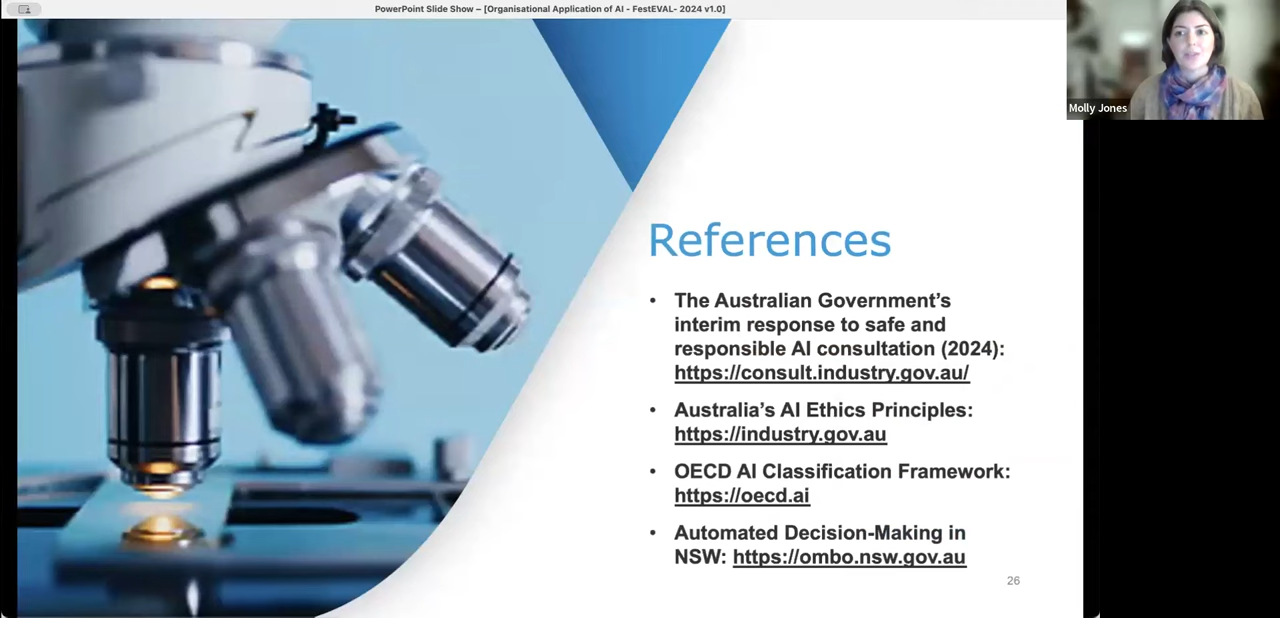 PowerPoint Slide Show – [Organisational Application of AI - FestEVAL- 2024 v1.0]
Molly Jones
References
• The Australian Government’s
interim response to safe and
responsible AI consultation (2024):
https://consult.industry.gov.au/
• Australia’s AI Ethics Principles:
https://industry.gov.au
• OECD AI Classification Framework:
https://oecd.ai
• Automated Decision-Making in
NSW: https://ombo.nsw.gov.au
26